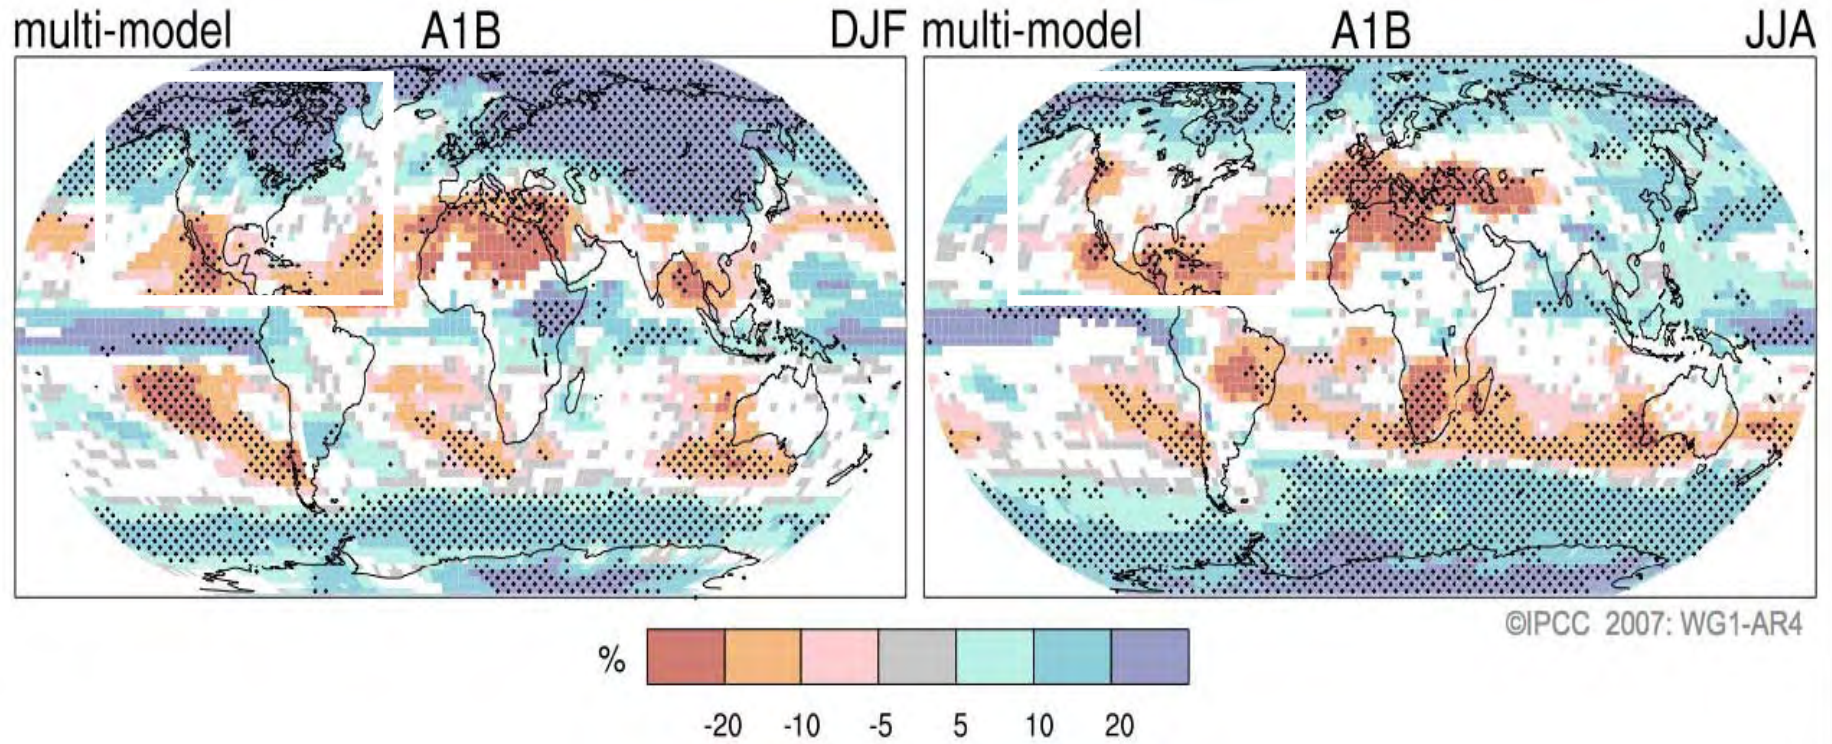 multi-model A1B DJF
multi-model A1B JJA
©IPCC 2007: WG1-AR4
%
-20 -10 -5 5 10 20